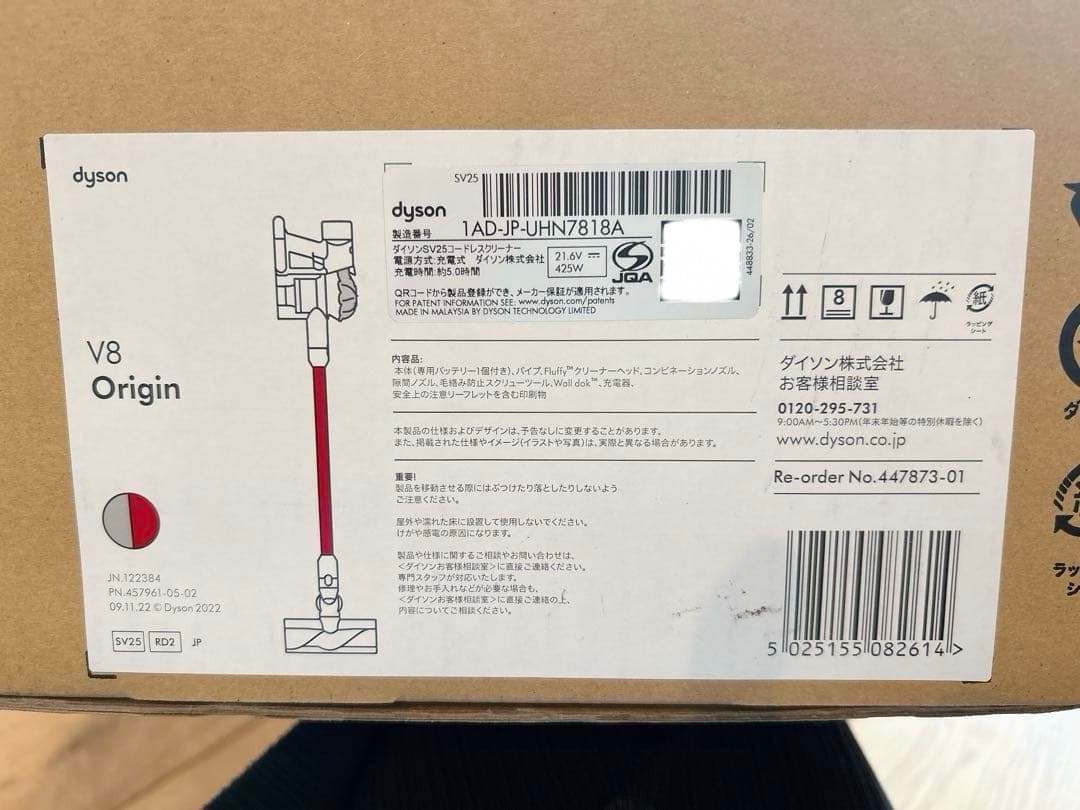 dyson
V8
Origin
JN.122384
PN.457961-05-02
09.11.22 © Dyson 2022
SV25 RD2 JP
SV25
dyson
製造番号 1AD-JP-UHN7818A
ダイソンSV25コードレスクリーナー
電源方式:充電式 ダイソン株式会社
充電時間:約5.0時間
21.6V
425W
JQA
448833-26/02
QRコードから製品登録ができ、メーカー保証が適用されます。
FOR PATENT INFORMATION SEE: www.dyson.com/patents
MADE IN MALAYSIA BY DYSON TECHNOLOGY LIMITED
内容品:
本体(専用バッテリー1個付き)、パイプ、Fluffy™クリーナーヘッド、コンビネーションノズル、
隙間ノズル、毛絡み防止スクリューツール、Wall dok™、充電器、
安全上の注意リーフレットを含む印刷物
本製品の仕様およびデザインは、予告なしに変更することがあります。
また、掲載された仕様やイメージ(イラストや写真)は、実際と異なる場合があります。
重要!
製品を移動させる際にはぶつけたり落としたりしないよう
ご注意ください。
屋外や濡れた床に設置して使用しないでください。
けがや感電の原因になります。
製品や仕様に関するご相談やお問い合わせは、
<ダイソンお客様相談室>に直接ご連絡ください。
専門スタッフが対応いたします。
修理やお手入れなどが必要な場合も、
<ダイソンお客様相談室>に直接ご連絡の上、
内容についてご相談ください。
8
紙
ラッピング
シート
ダイソン株式会社
お客様相談室
0120-295-731
9:00AM～5:30PM(年末年始等の特別休暇を除く)
www.dyson.co.jp
Re-order No.447873-01
5 025155 082614 >
ダ
ラッ
シ